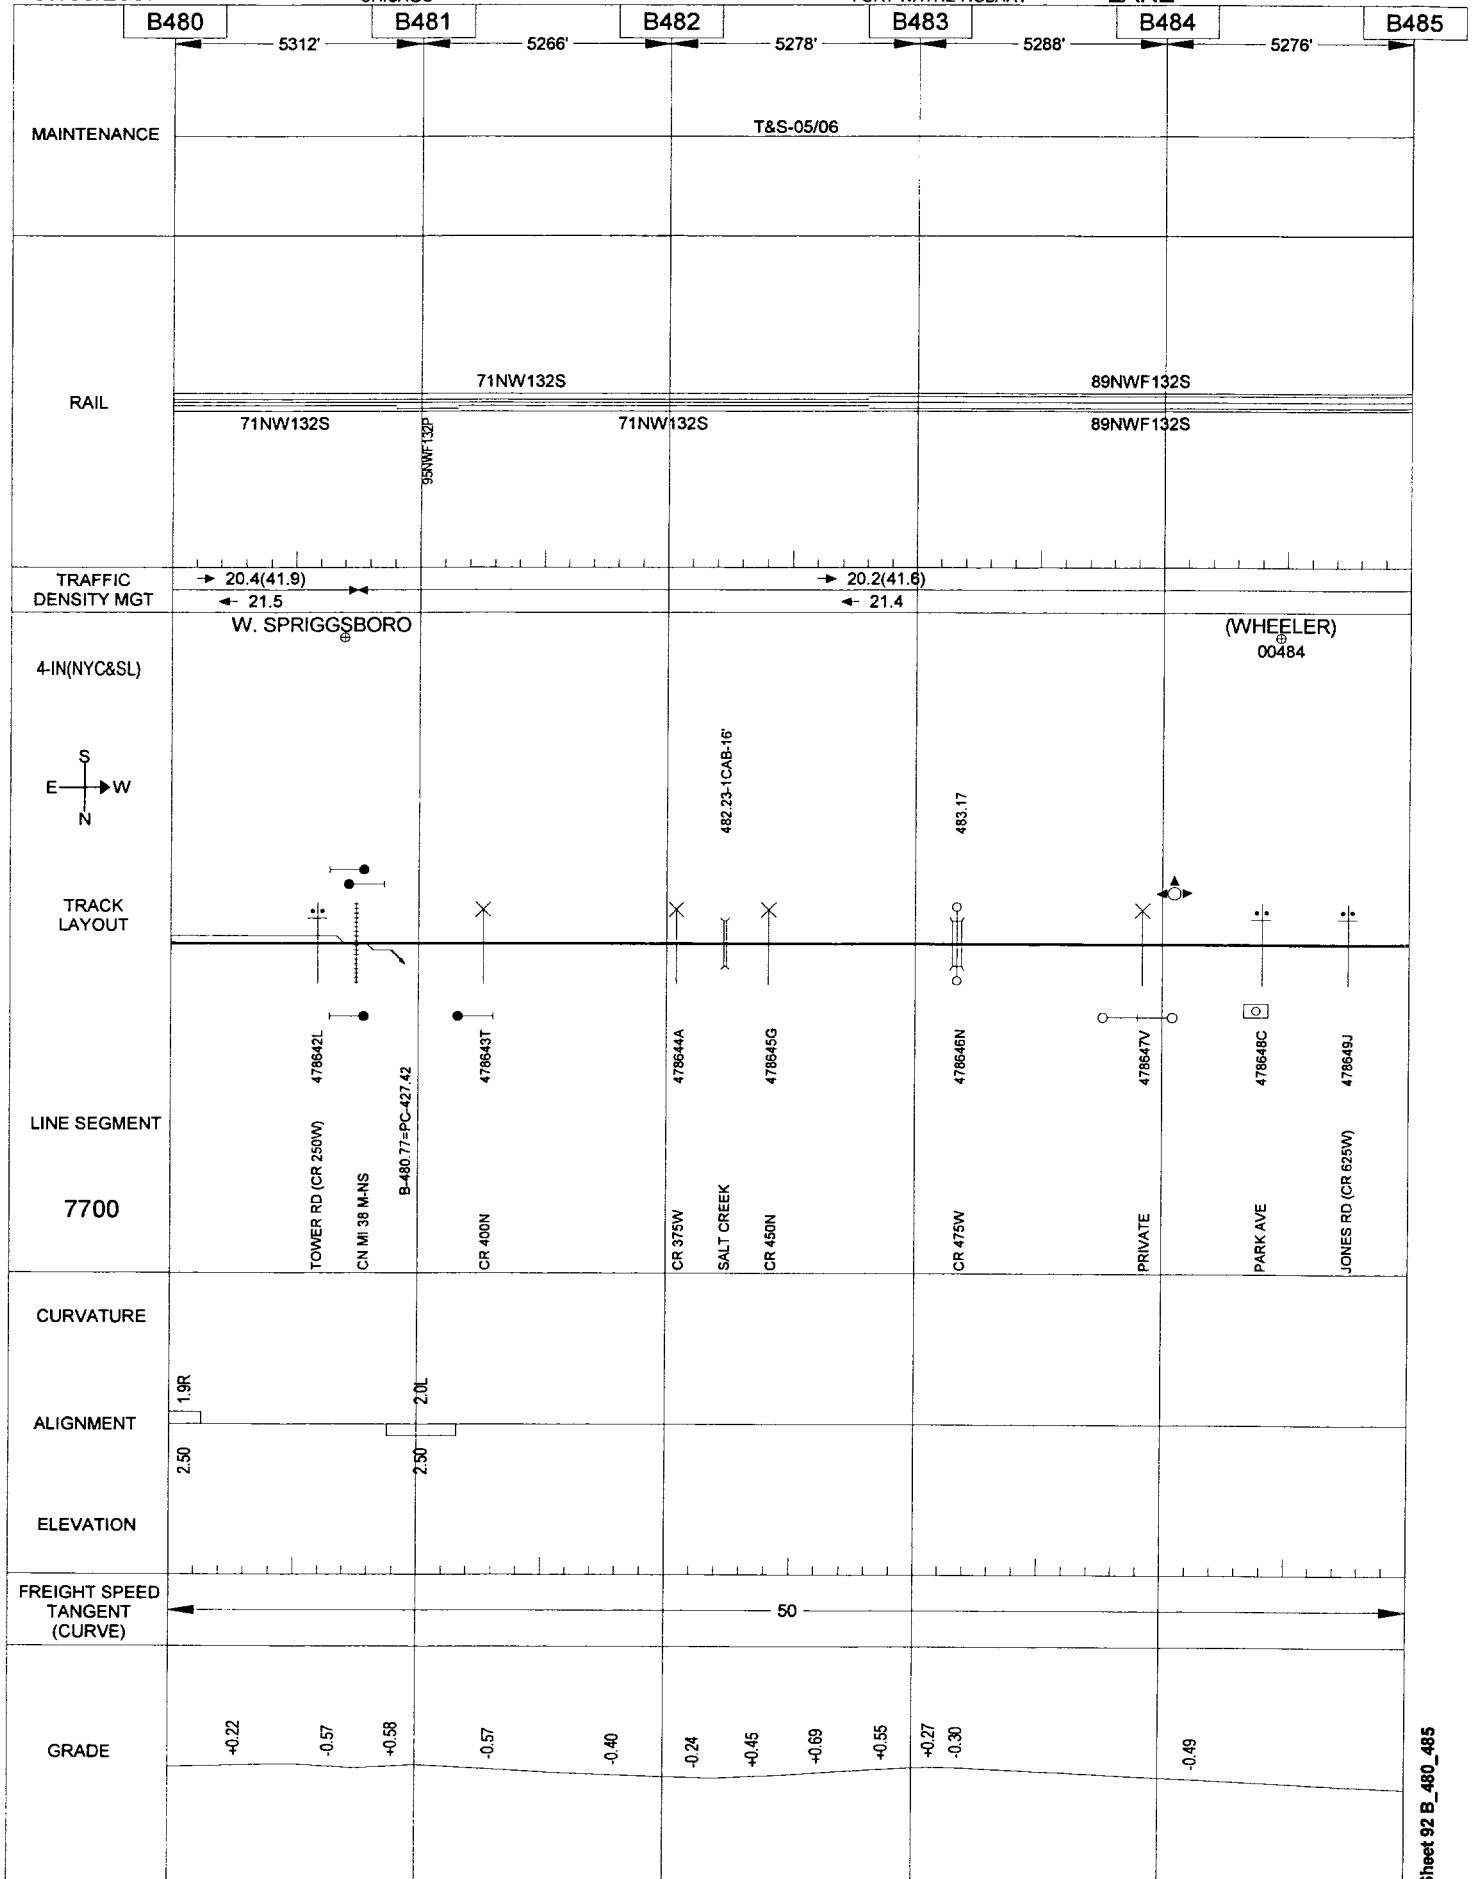 B480 B481 B482 B483 B484 B485
5312' 5266' 5278' 5288' 5276'
MAINTENANCE
T&S-05/06
RAIL
71NW132S 89NWF132S
71NW132S 71NW132S 89NWF132S
95NWF132P
TRAFFIC
DENSITY MGT
20.4(41.9) 20.2(41.6)
21.5 21.4
W. SPRIGGSBORO (WHEELER)
00484
4-IN(NYC&SL)
S
E W
N
482.23-1CAB-16'
483.17
TRACK
LAYOUT
478642L
478643T
478644A
478645G
478646N
478647V
478648C
478649J
B-480.77=PC-427.42
LINE SEGMENT
7700
TOWER RD (CR 250W)
CN MI 38 M-NS
CR 400N
CR 375W
SALT CREEK
CR 450N
CR 475W
PRIVATE
PARK AVE
JONES RD (CR 625W)
CURVATURE
1.9R
2.0L
ALIGNMENT
2.50
2.50
ELEVATION
FREIGHT SPEED
TANGENT
(CURVE)
50
GRADE
+0.22
-0.57
+0.58
-0.57
-0.40
-0.24
+0.45
+0.69
+0.55
+0.27
-0.30
-0.49
Sheet 92 B_480_485